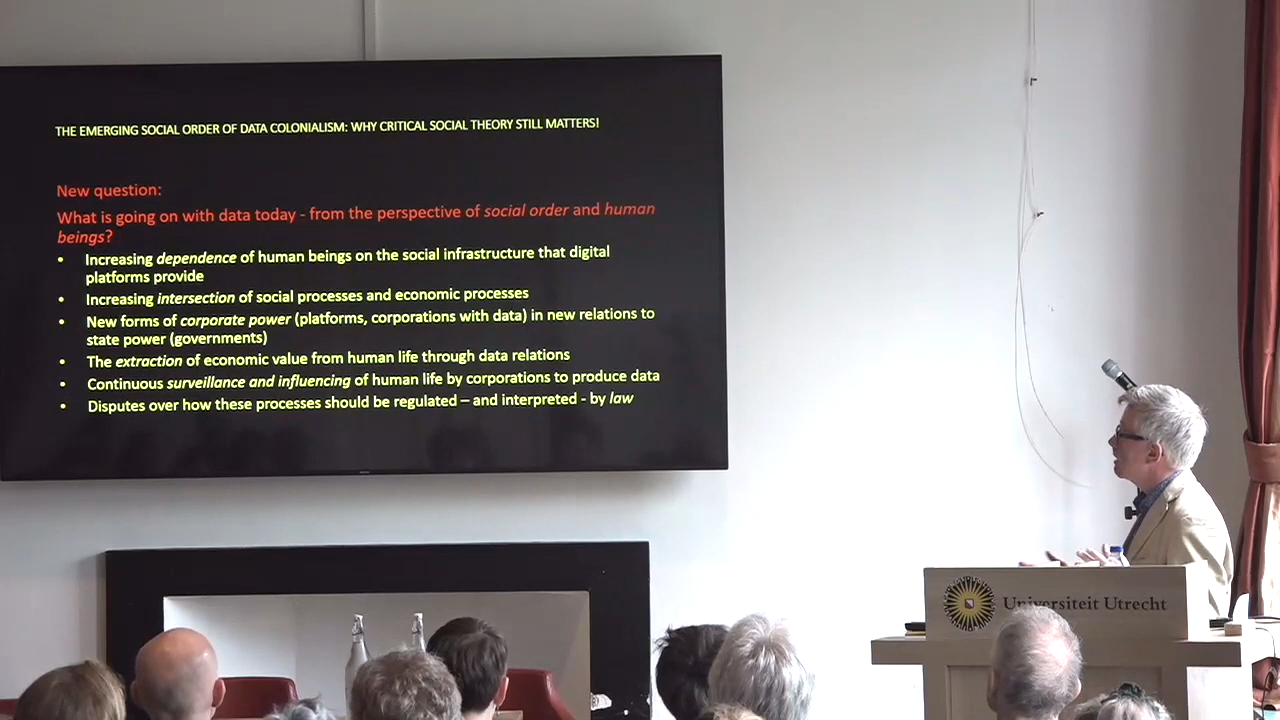 THE EMERGING SOCIAL ORDER OF DATA COLONIALISM: WHY CRITICAL SOCIAL THEORY STILL MATTERS!
New question:
What is going on with data today - from the perspective of social order and human
beings?
• Increasing dependence of human beings on the social infrastructure that digital
platforms provide
• Increasing intersection of social processes and economic processes
• New forms of corporate power (platforms, corporations with data) in new relations to
state power (governments)
• The extraction of economic value from human life through data relations
• Continuous surveillance and influencing of human life by corporations to produce data
• Disputes over how these processes should be regulated – and interpreted - by law
Universiteit Utrecht